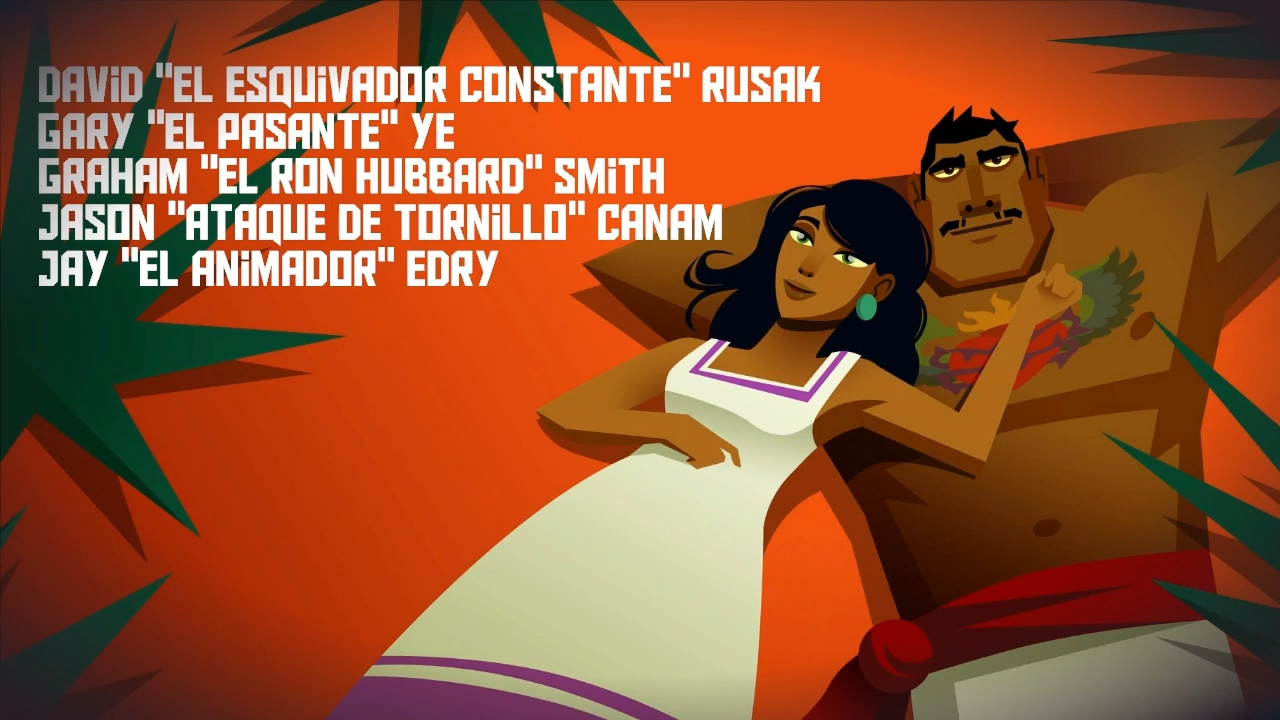 DAViD "EL ESQUiVADOR CONSTANTE" RUSAK
GARY "EL PASANTE" YE
GRAHAM "EL RON HUBBARD" SMiTH
JASON "ATAQUE DE TORNiLLO" CANAM
JAY "EL ANiMADOR" EDRY